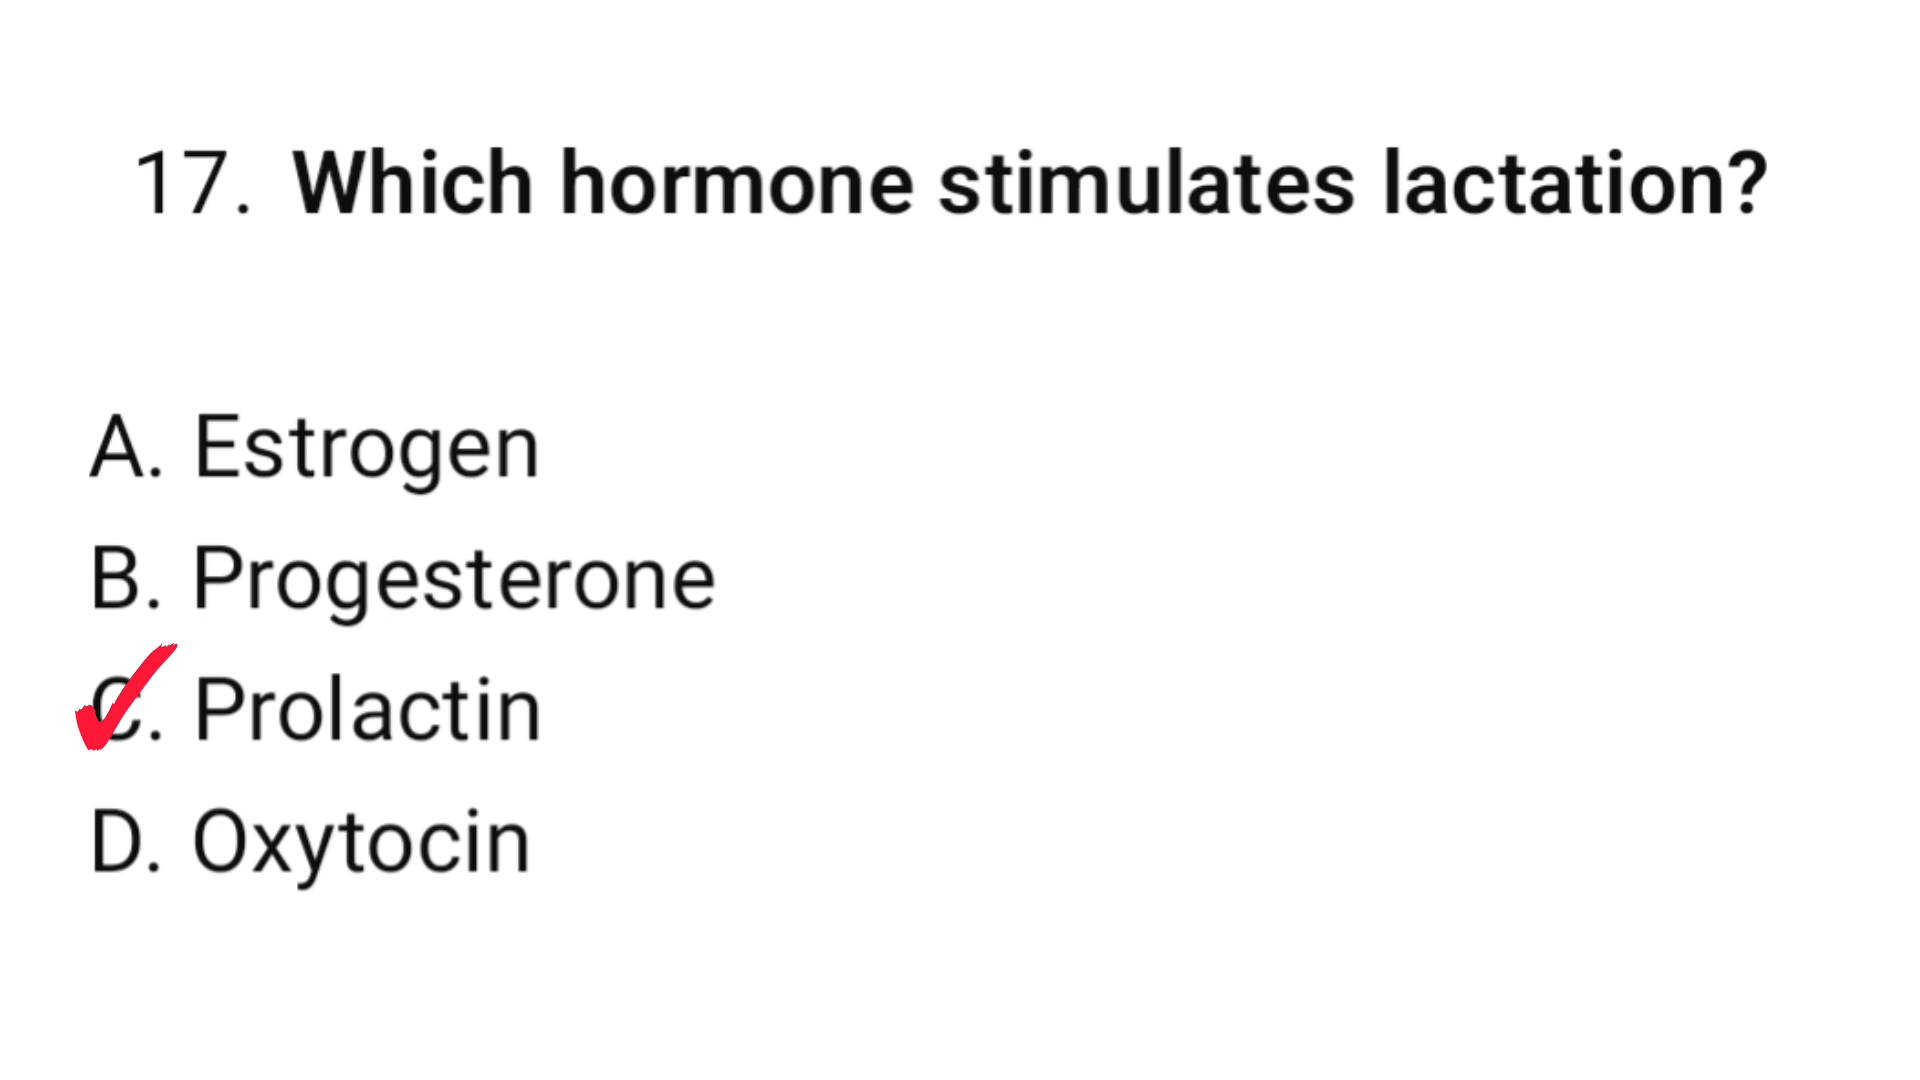 17. Which hormone stimulates lactation?
A. Estrogen
B. Progesterone
C. Prolactin
D. Oxytocin